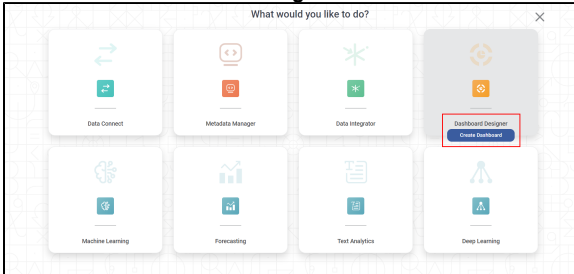 What would you like to do?
Data Connect
Metadata Manager
Data Integrator
Dashboard Designer
Create Dashboard
Machine Learning
Forecasting
Text Analytics
Deep Learning